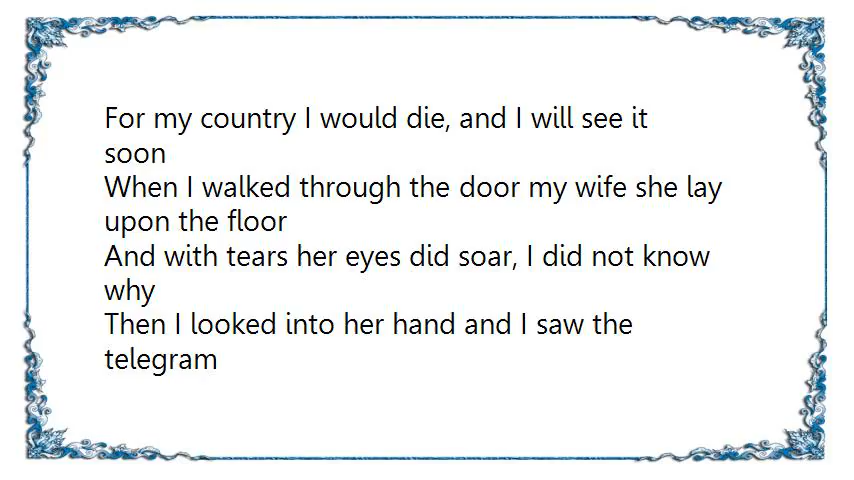 For my country I would die, and I will see it
soon
When I walked through the door my wife she lay
upon the floor
And with tears her eyes did soar, I did not know
why
Then I looked into her hand and I saw the
telegram